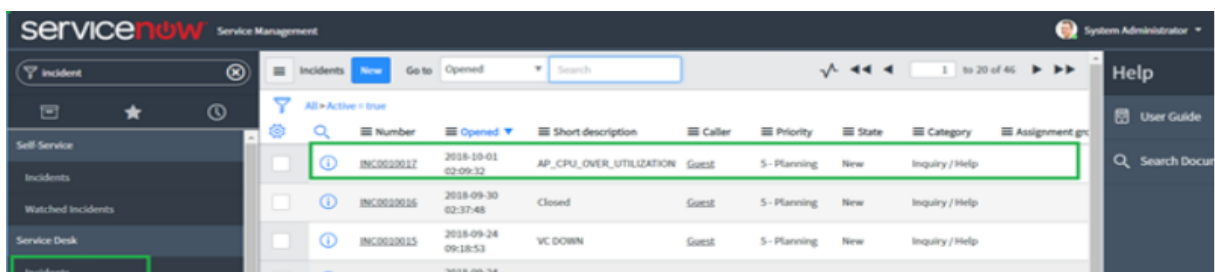 servicenow Service Management
System Administrator
incident
Incidents New Go to Opened Search 1 to 20 of 46
Help
All > Active = true
User Guide
Number Opened Short description Caller Priority State Category Assignment gro
Self-Service
INC0010017 2018-10-01 02:09:32 AP_CPU_OVER_UTILIZATION Guest 5 - Planning New Inquiry / Help
Search Docum
Incidents
INC0010016 2018-09-30 02:37:48 Closed Guest 5 - Planning New Inquiry / Help
Watched Incidents
Service Desk
INC0010015 2018-09-24 09:18:53 VC DOWN Guest 5 - Planning New Inquiry / Help
Incidents
2018-09-24